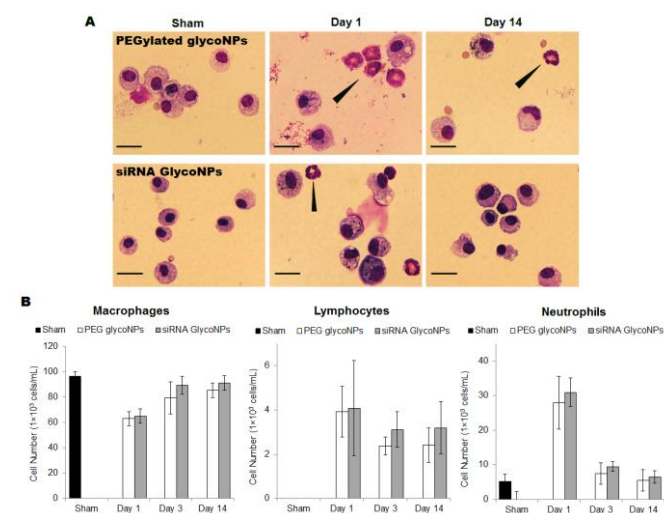 A
Sham
Day 1
Day 14
PEGylated glycoNPs
siRNA GlycoNPs
B
Macrophages
Lymphocytes
Neutrophils
Sham PEG glycoNPs siRNA GlycoNPs
Sham PEG glycoNPs siRNA GlycoNPs
Sham PEG glycoNPs siRNA GlycoNPs
Cell Number (1×10³ cells/mL)
120
100
80
60
40
20
0
Sham Day 1 Day 3 Day 14
Cell Number (1×10³ cells/mL)
6
4
2
0
Sham Day 1 Day 3 Day 14
Cell Number (1×10³ cells/mL)
40
30
20
10
0
Sham Day 1 Day 3 Day 14